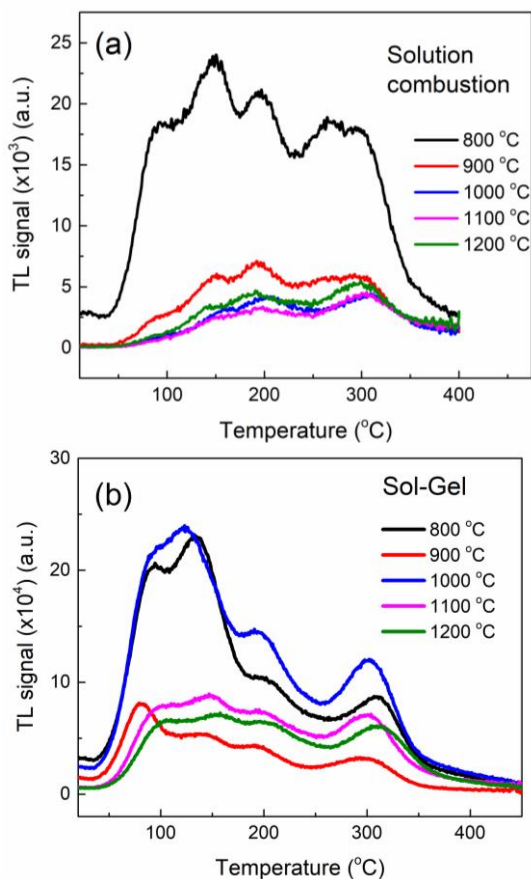 (a)
Solution
combustion
800 °C
900 °C
1000 °C
1100 °C
1200 °C
25
20
15
10
5
0
TL signal (x10³) (a.u.)
100
200
300
400
Temperature (°C)
(b)
Sol-Gel
800 °C
900 °C
1000 °C
1100 °C
1200 °C
30
20
10
0
TL signal (x10⁴) (a.u.)
100
200
300
400
Temperature (°C)